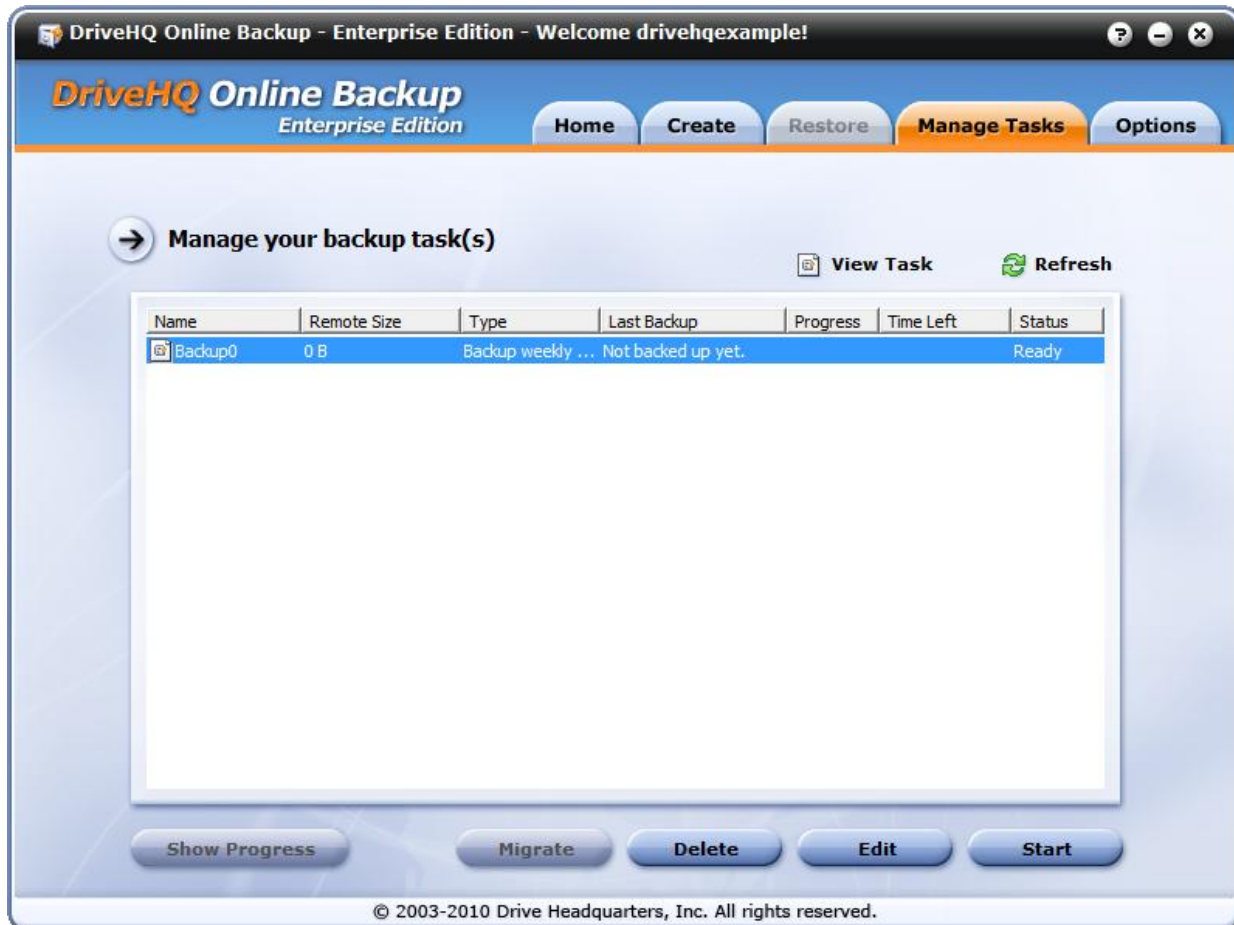 DriveHQ Online Backup - Enterprise Edition - Welcome drivehqexample!
DriveHQ Online Backup
Enterprise Edition
Home Create Restore Manage Tasks Options
Manage your backup task(s)
View Task Refresh
Name Remote Size Type Last Backup Progress Time Left Status
Backup0 0 B Backup weekly ... Not backed up yet. Ready
Show Progress Migrate Delete Edit Start
© 2003-2010 Drive Headquarters, Inc. All rights reserved.